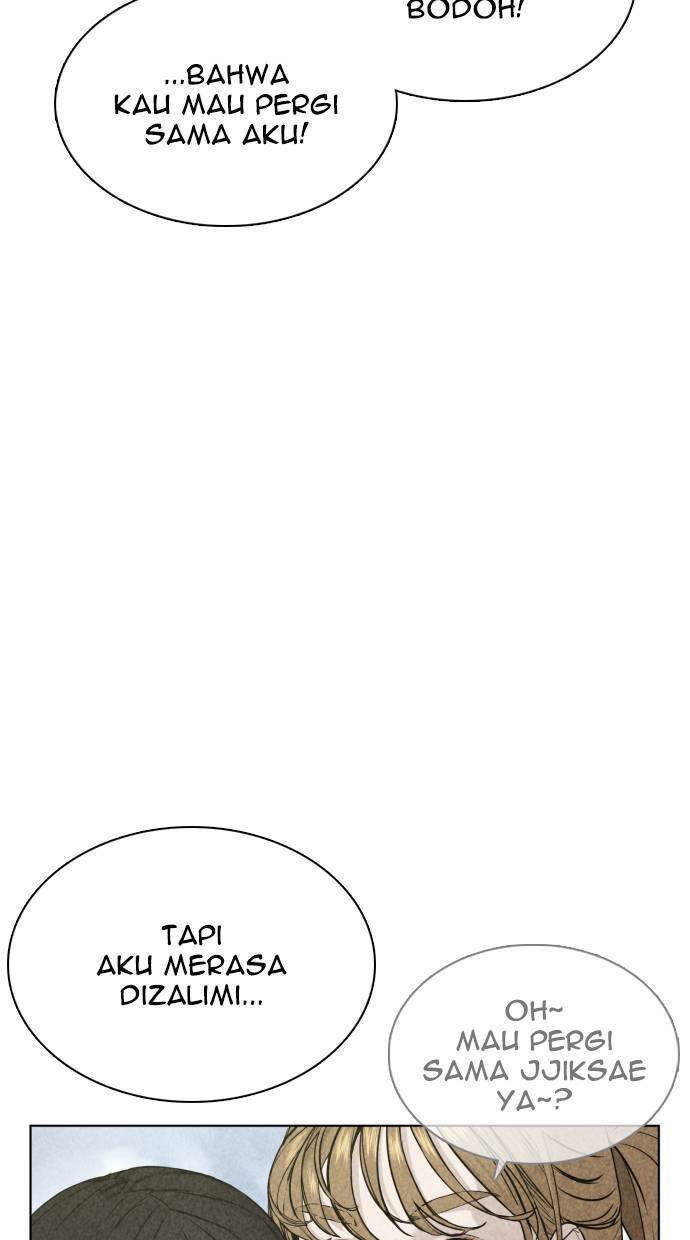 BODOH!
...BAHWA
KAU MAU PERGI
SAMA AKU!
TAPI
AKU MERASA
DIZALIMI...
OH~
MAU PERGI
SAMA JJIKSAE
YA~?